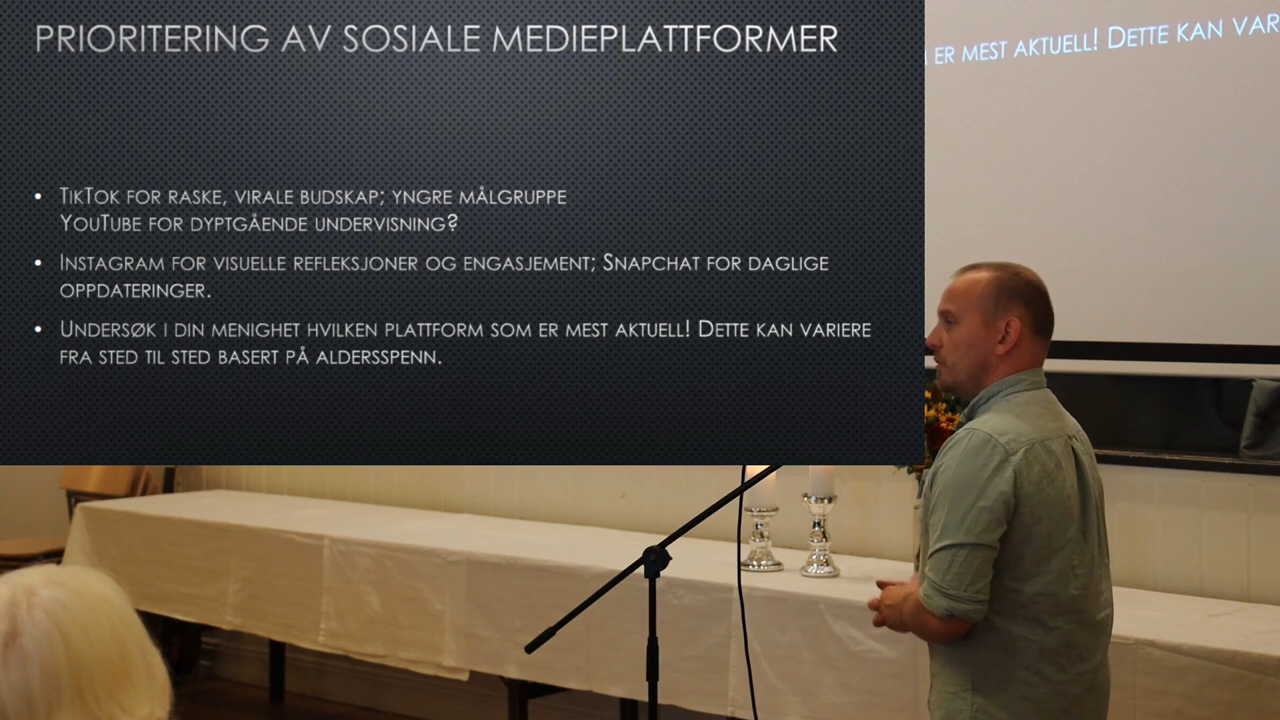 PRIORITERING AV SOSIALE MEDIEPLATTFORMER
• TIKTOK FOR RASKE, VIRALE BUDSKAP; YNGRE MÅLGRUPPE
YOUTUBE FOR DYPTGÅENDE UNDERVISNING?
• INSTAGRAM FOR VISUELLE REFLEKSJONER OG ENGASJEMENT; SNAPCHAT FOR DAGLIGE
OPPDATERINGER.
• UNDERSØK I DIN MENIGHET HVILKEN PLATTFORM SOM ER MEST AKTUELL! DETTE KAN VARIERE
FRA STED TIL STED BASERT PÅ ALDERSSPENN.
ER MEST AKTUELL! DETTE KAN VAR